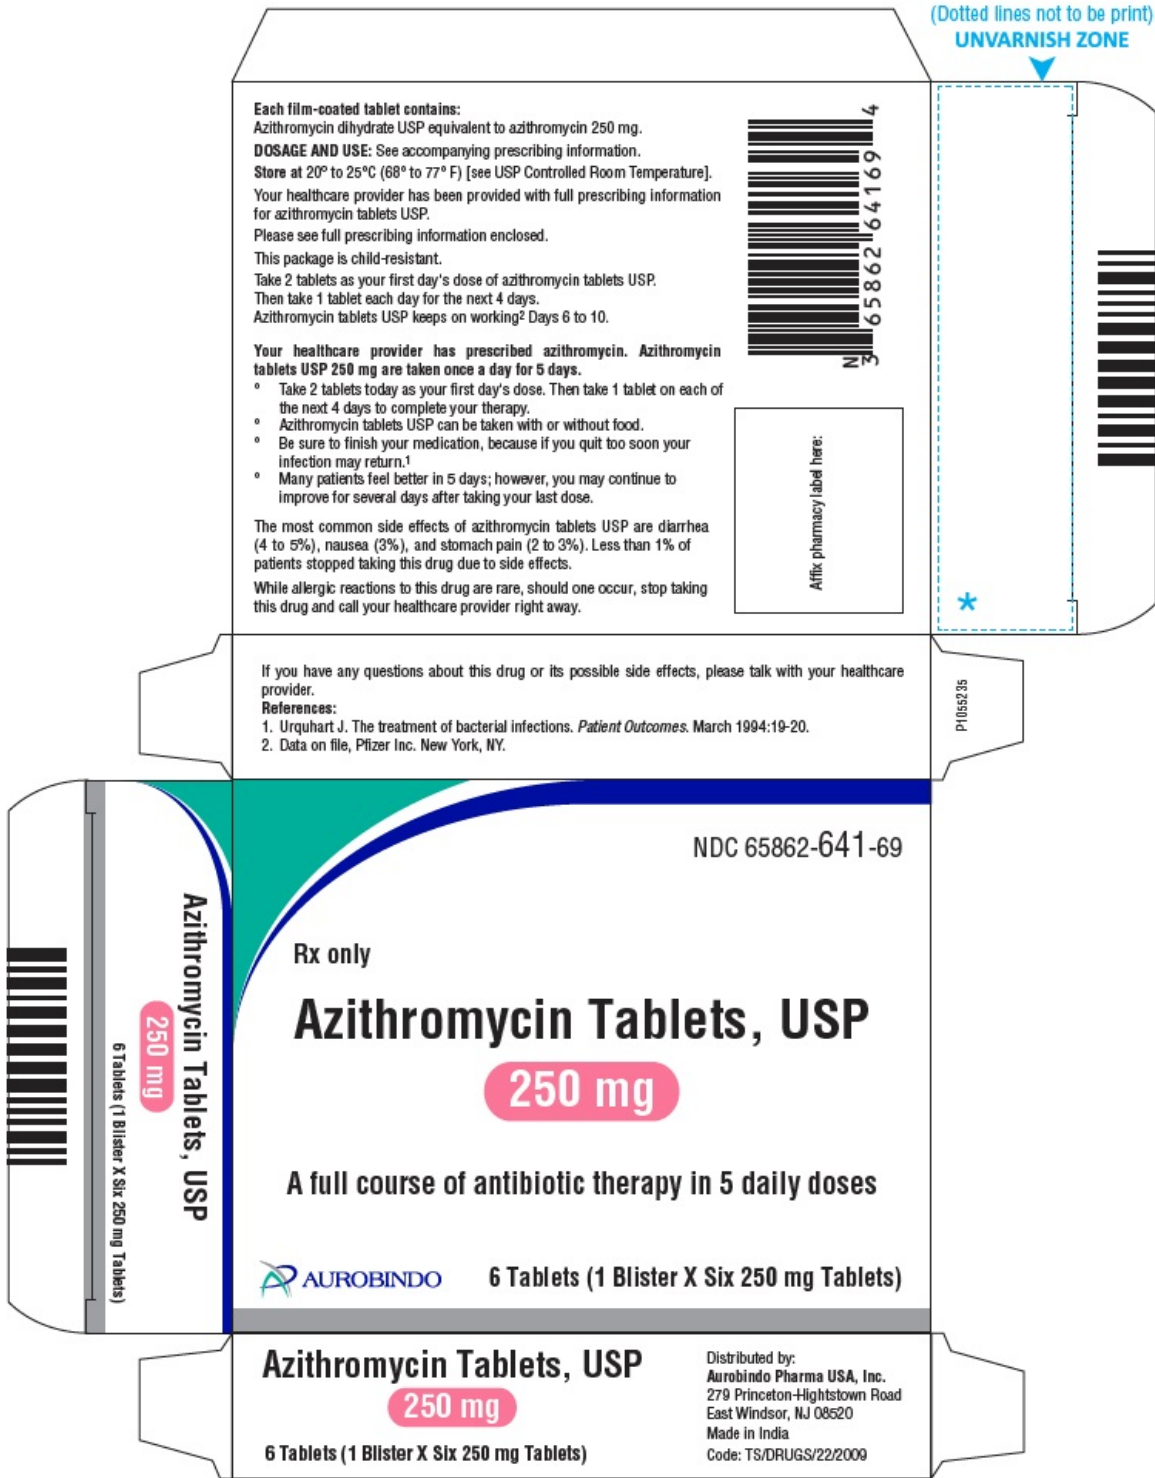 (Dotted lines not to be print)
UNVARNISH ZONE
Each film-coated tablet contains:
Azithromycin dihydrate USP equivalent to azithromycin 250 mg.
DOSAGE AND USE: See accompanying prescribing information.
Store at 20° to 25°C (68° to 77° F) [see USP Controlled Room Temperature].
Your healthcare provider has been provided with full prescribing information
for azithromycin tablets USP.
Please see full prescribing information enclosed.
This package is child-resistant.
Take 2 tablets as your first day's dose of azithromycin tablets USP.
Then take 1 tablet each day for the next 4 days.
Azithromycin tablets USP keeps on working² Days 6 to 10.
Your healthcare provider has prescribed azithromycin. Azithromycin
tablets USP 250 mg are taken once a day for 5 days.
° Take 2 tablets today as your first day's dose. Then take 1 tablet on each of
the next 4 days to complete your therapy.
° Azithromycin tablets USP can be taken with or without food.
° Be sure to finish your medication, because if you quit too soon your
infection may return.¹
° Many patients feel better in 5 days; however, you may continue to
improve for several days after taking your last dose.
The most common side effects of azithromycin tablets USP are diarrhea
(4 to 5%), nausea (3%), and stomach pain (2 to 3%). Less than 1% of
patients stopped taking this drug due to side effects.
While allergic reactions to this drug are rare, should one occur, stop taking
this drug and call your healthcare provider right away.
N 3 65862 64169 4
Affix pharmacy label here:
*
If you have any questions about this drug or its possible side effects, please talk with your healthcare
provider.
References:
1. Urquhart J. The treatment of bacterial infections. Patient Outcomes. March 1994:19-20.
2. Data on file, Pfizer Inc. New York, NY.
P1055235
Azithromycin Tablets, USP
250 mg
6 Tablets (1 Blister X Six 250 mg Tablets)
NDC 65862-641-69
Rx only
Azithromycin Tablets, USP
250 mg
A full course of antibiotic therapy in 5 daily doses
AUROBINDO
6 Tablets (1 Blister X Six 250 mg Tablets)
Azithromycin Tablets, USP
250 mg
6 Tablets (1 Blister X Six 250 mg Tablets)
Distributed by:
Aurobindo Pharma USA, Inc.
279 Princeton-Hightstown Road
East Windsor, NJ 08520
Made in India
Code: TS/DRUGS/22/2009